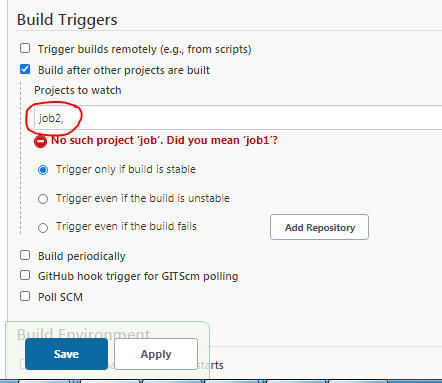 Build Triggers
Trigger builds remotely (e.g., from scripts)
Build after other projects are built
Projects to watch
job2,
No such project ‘job’. Did you mean ‘job1’?
Trigger only if build is stable
Trigger even if the build is unstable
Trigger even if the build fails
Add Repository
Build periodically
GitHub hook trigger for GITScm polling
Poll SCM
Build Environment
Save
Apply
starts